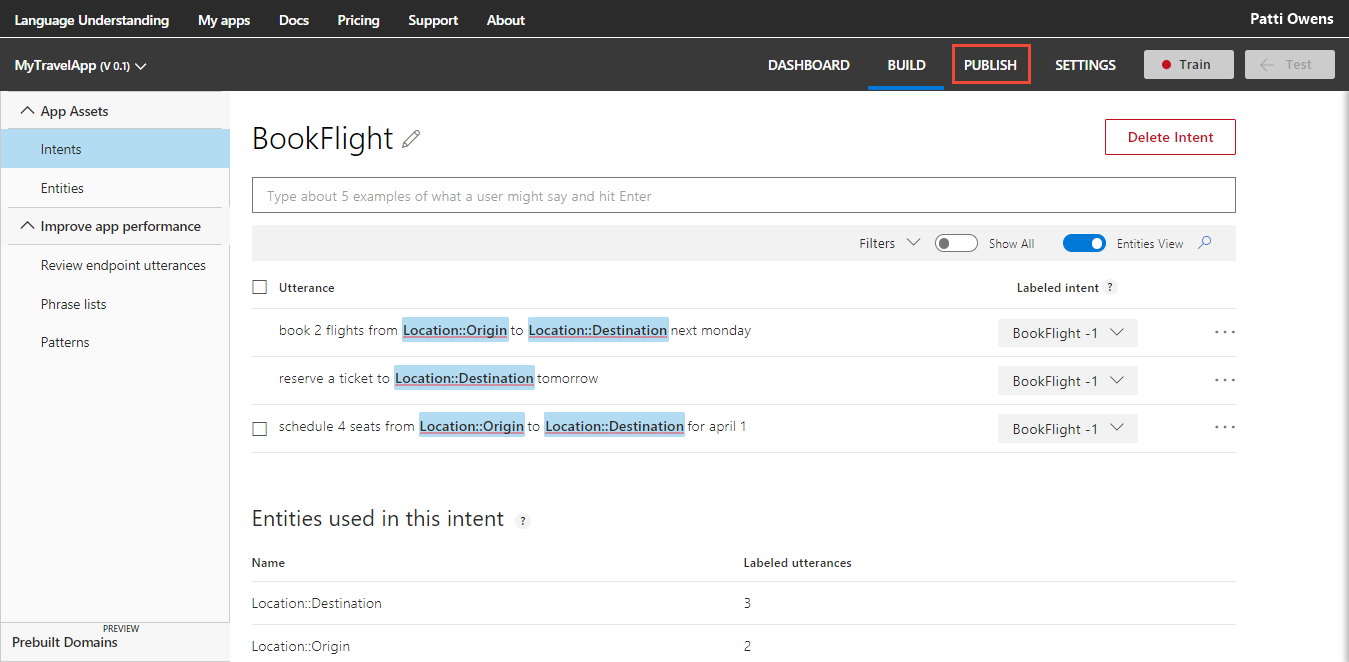 Language Understanding My apps Docs Pricing Support About Patti Owens
MyTravelApp (V 0.1) DASHBOARD BUILD PUBLISH SETTINGS Train Test
App Assets
Intents
Entities
Improve app performance
Review endpoint utterances
Phrase lists
Patterns
PREVIEW
Prebuilt Domains
BookFlight Delete Intent
Type about 5 examples of what a user might say and hit Enter
Filters Show All Entities View
Utterance Labeled intent ?
book 2 flights from Location::Origin to Location::Destination next monday BookFlight -1 ...
reserve a ticket to Location::Destination tomorrow BookFlight -1 ...
schedule 4 seats from Location::Origin to Location::Destination for april 1 BookFlight -1 ...
Entities used in this intent ?
Name Labeled utterances
Location::Destination 3
Location::Origin 2